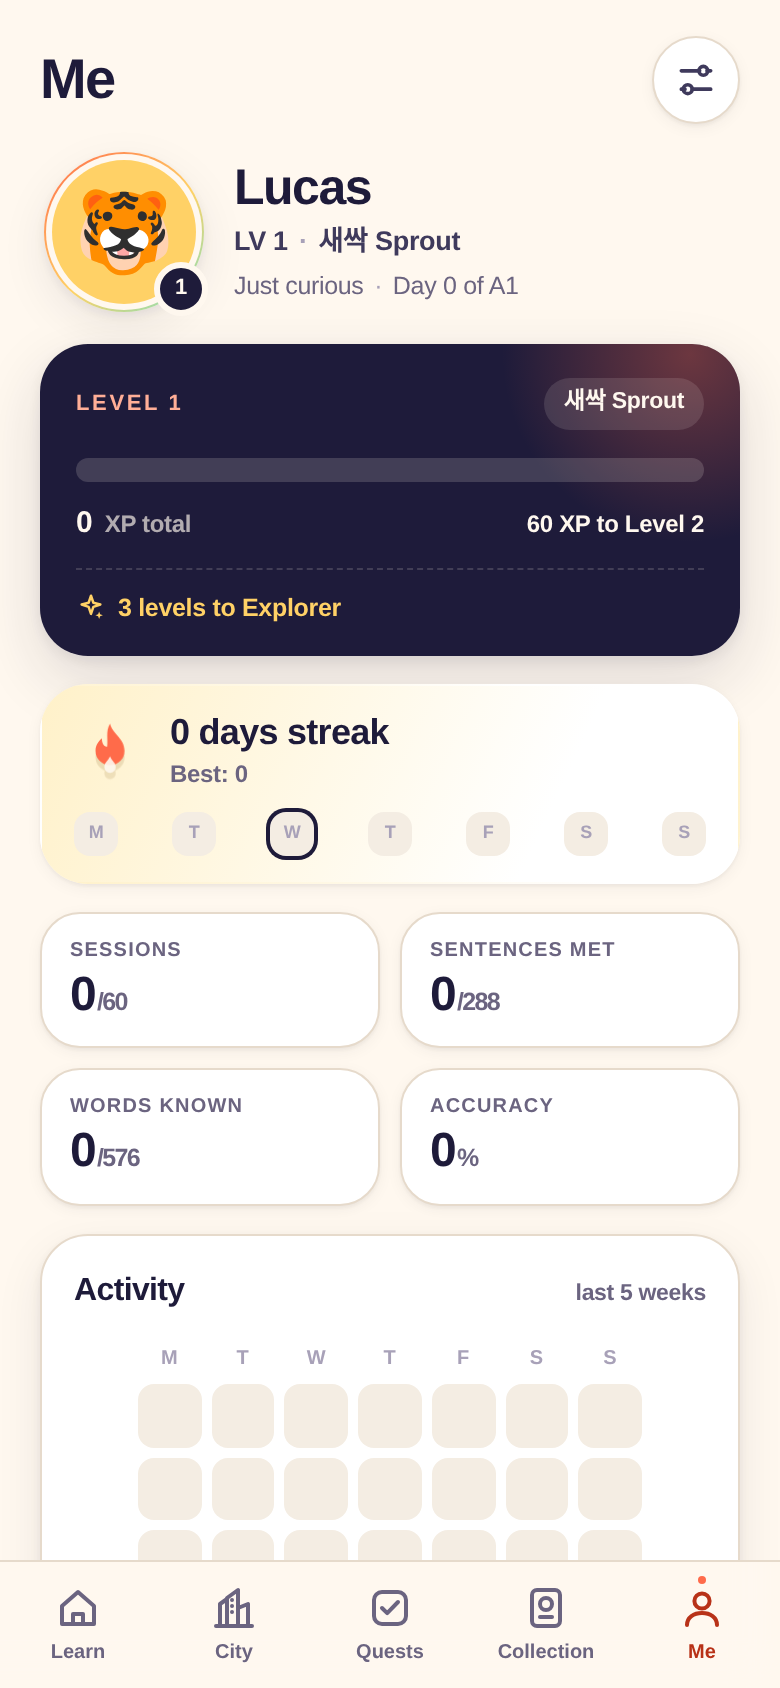 Me
Lucas
LV 1 · 새싹 Sprout
Just curious · Day 0 of A1
1
LEVEL 1
새싹 Sprout
0 XP total
60 XP to Level 2
3 levels to Explorer
0 days streak
Best: 0
M T W T F S S
SESSIONS
0/60
SENTENCES MET
0/288
WORDS KNOWN
0/576
ACCURACY
0%
Activity
last 5 weeks
M T W T F S S
Learn
City
Quests
Collection
Me